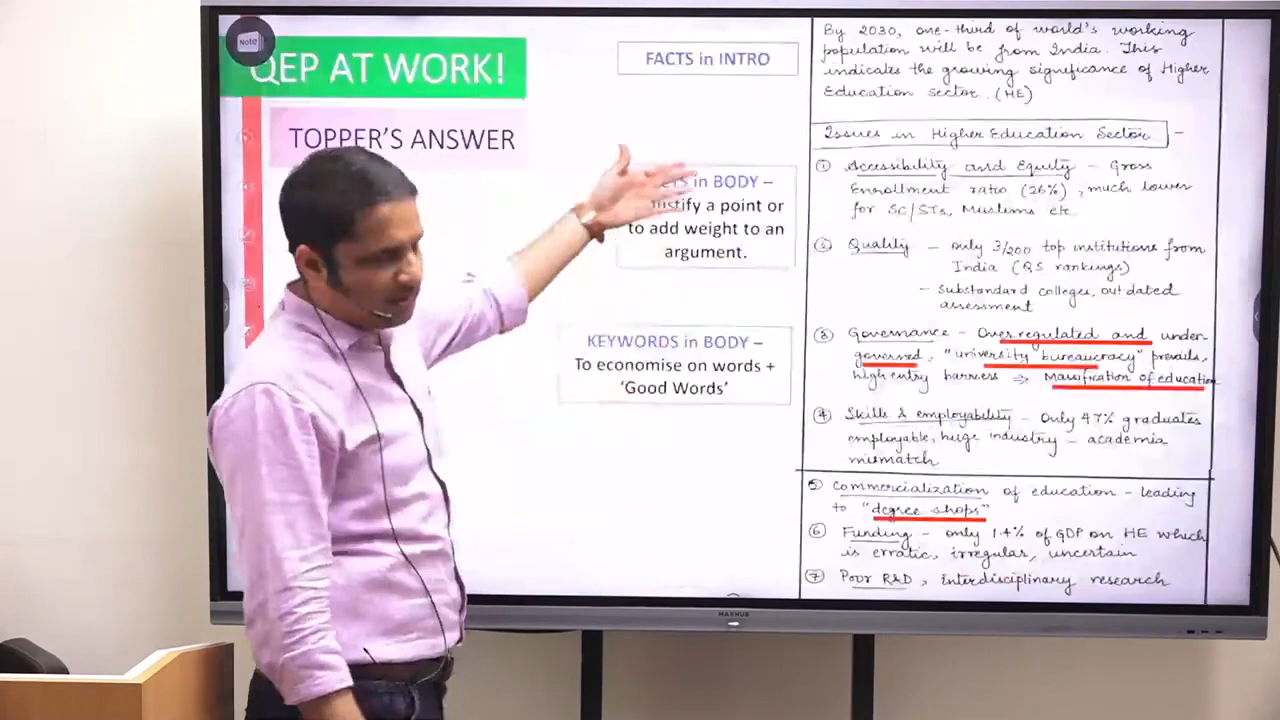 Note
QEP AT WORK!
TOPPER'S ANSWER
FACTS in INTRO
in BODY –
a point or
to add weight to an
argument.
KEYWORDS in BODY –
To economise on words +
'Good Words'
By 2030, one-third of world's working
population will be from India. This
indicates the growing significance of Higher
Education sector. (HE)
Issues in Higher Education Sector –
① Accessibility and Equity – Gross
Enrollment ratio (26%), much lower
for SC/STs, Muslims etc
② Quality – only 3/200 top institutions from
India (QS rankings)
– substandard colleges, outdated
assessment
③ Governance – Over regulated and under-
governed, "university bureaucracy" prevails,
high entry barriers ⇒ Massification of education
④ Skills & employability – Only 47% graduates
employable, huge industry – academia
mismatch
⑤ Commercialization of education – leading
to "degree shops"
⑥ Funding – only 1.4% of GDP on HE which
is erratic, irregular, uncertain
⑦ Poor R&D, Interdisciplinary research
MAXHUB